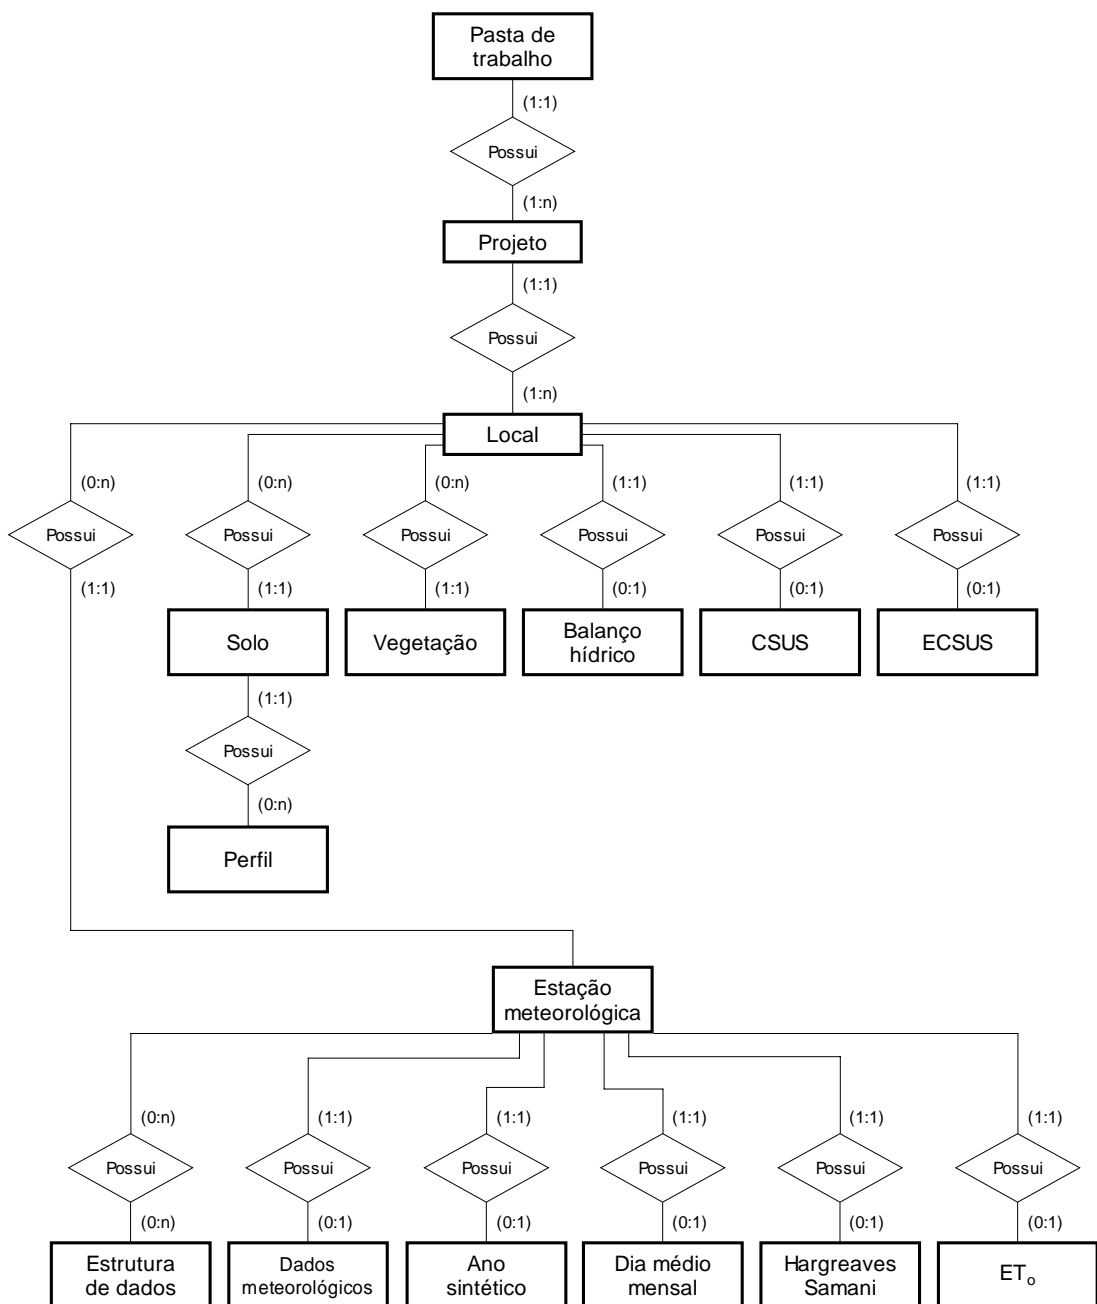 Pasta de
trabalho
(1:1)
Possui
(1:n)
Projeto
(1:1)
Possui
(1:n)
Local
(0:n)
(0:n)
(0:n)
(1:1)
(1:1)
(1:1)
Possui
Possui
Possui
Possui
Possui
Possui
(1:1)
(1:1)
(1:1)
(0:1)
(0:1)
(0:1)
Solo
Vegetação
Balanço
hídrico
CSUS
ECSUS
(1:1)
Possui
(0:n)
Perfil
Estação
meteorológica
(0:n)
(1:1)
(1:1)
(1:1)
(1:1)
(1:1)
Possui
Possui
Possui
Possui
Possui
Possui
(0:n)
(0:1)
(0:1)
(0:1)
(0:1)
(0:1)
Estrutura
de dados
Dados
meteorológicos
Ano
sintético
Dia médio
mensal
Hargreaves
Samani
ETₒ